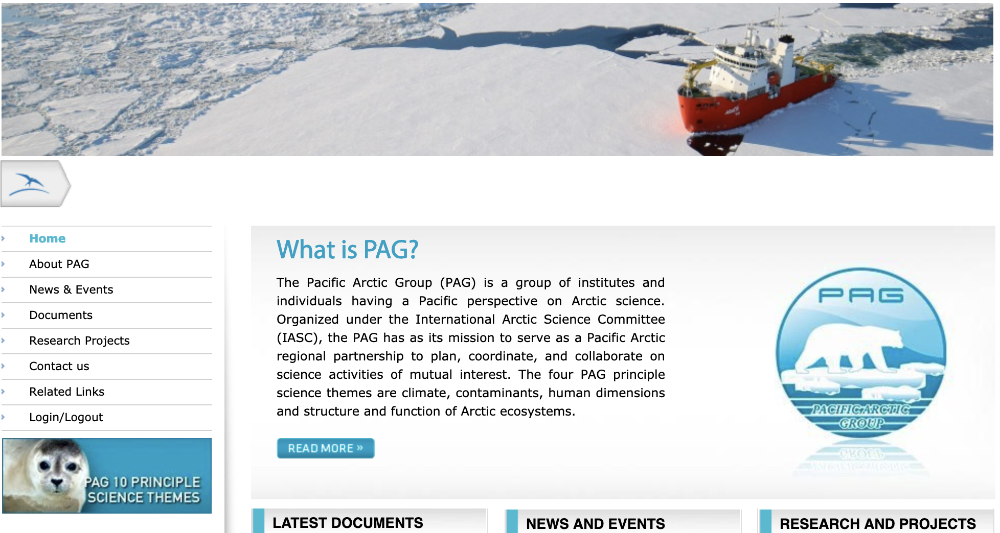 Home
About PAG
News & Events
Documents
Research Projects
Contact us
Related Links
Login/Logout
PAG 10 PRINCIPLE
SCIENCE THEMES
What is PAG?
The Pacific Arctic Group (PAG) is a group of institutes and
individuals having a Pacific perspective on Arctic science.
Organized under the International Arctic Science Committee
(IASC), the PAG has as its mission to serve as a Pacific Arctic
regional partnership to plan, coordinate, and collaborate on
science activities of mutual interest. The four PAG principle
science themes are climate, contaminants, human dimensions
and structure and function of Arctic ecosystems.
READ MORE »
PAG
PACIFIC ARCTIC
GROUP
LATEST DOCUMENTS
NEWS AND EVENTS
RESEARCH AND PROJECTS